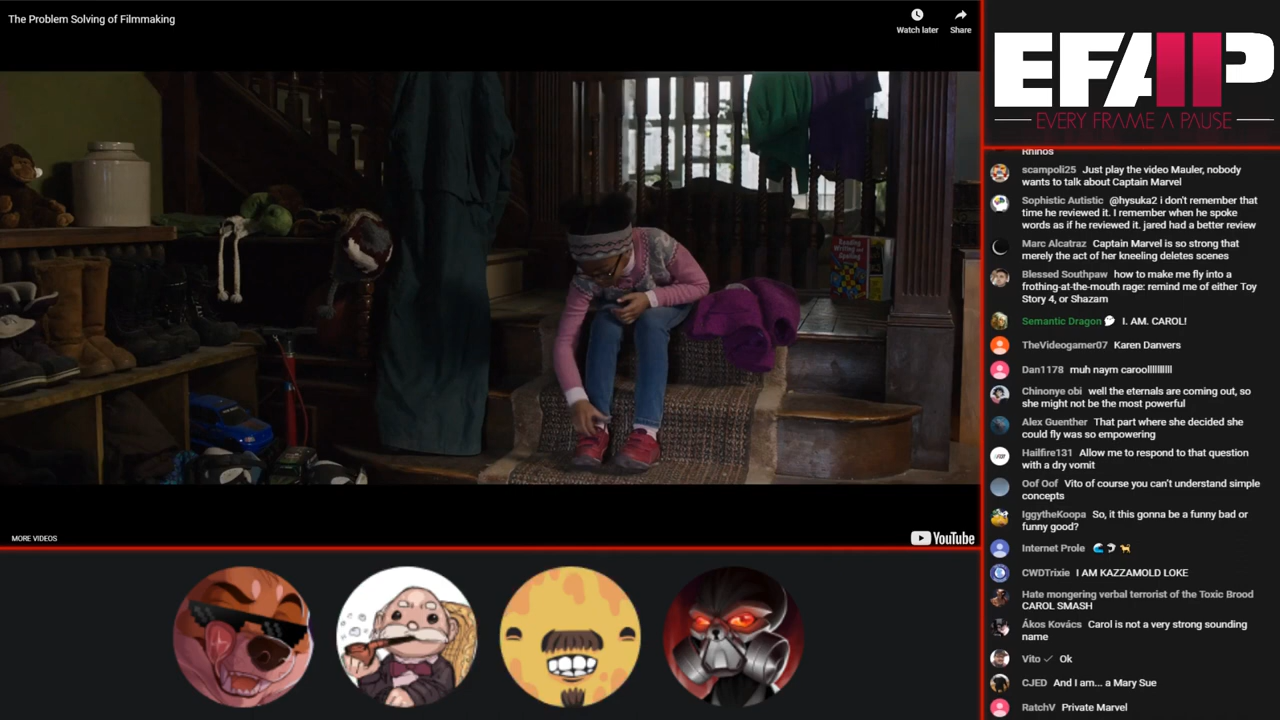 The Problem Solving of Filmmaking
Watch later
Share
Reading
Writing and
Spelling
MORE VIDEOS
YouTube
EFAP
EVERY FRAME A PAUSE
Rhinos
scampoli25 Just play the video Mauler, nobody
wants to talk about Captain Marvel
Sophistic Autistic @hysuka2 i don't remember that
time he reviewed it. I remember when he spoke
words as if he reviewed it. jared had a better review
Marc Alcatraz Captain Marvel is so strong that
merely the act of her kneeling deletes scenes
Blessed Southpaw how to make me fly into a
frothing-at-the-mouth rage: remind me of either Toy
Story 4, or Shazam
Semantic Dragon I. AM. CAROL!
TheVideogamer07 Karen Danvers
Dan1178 muh naym caroollllllllll
Chinonye obi well the eternals are coming out, so
she might not be the most powerful
Alex Guenther That part where she decided she
could fly was so empowering
Hailfire131 Allow me to respond to that question
with a dry vomit
Oof Oof Vito of course you can't understand simple
concepts
IggytheKoopa So, it this gonna be a funny bad or
funny good?
Internet Prole 🌊 🌪 🐕
CWDTrixie I AM KAZZAMOLD LOKE
Hate mongering verbal terrorist of the Toxic Brood
CAROL SMASH
Ákos Kovács Carol is not a very strong sounding
name
Vito ✓ Ok
CJED And I am... a Mary Sue
RatchV Private Marvel